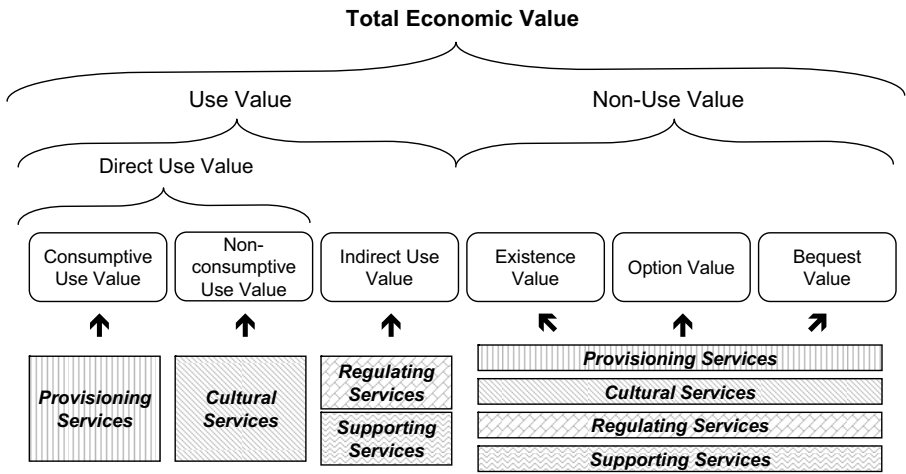 Total Economic Value
Use Value
Non-Use Value
Direct Use Value
Consumptive
Use Value
Non-
consumptive
Use Value
Indirect Use
Value
Existence
Value
Option Value
Bequest
Value
Provisioning
Services
Cultural
Services
Regulating
Services
Supporting
Services
Provisioning Services
Cultural Services
Regulating Services
Supporting Services